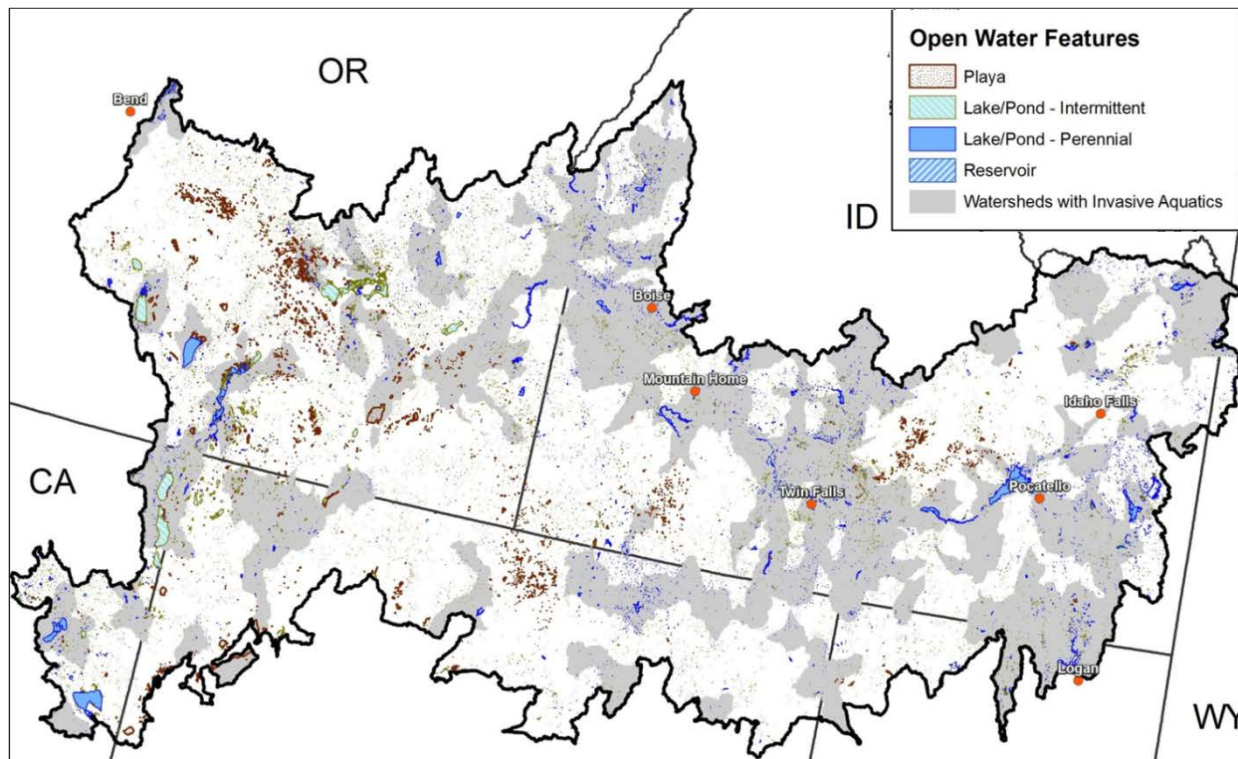 OR
Open Water Features
Bend
Playa
Lake/Pond - Intermittent
Lake/Pond - Perennial
Reservoir
Watersheds with Invasive Aquatics
ID
Boise
Mountain Home
Idaho Falls
CA
Twin Falls
Pocatello
Logan
WY